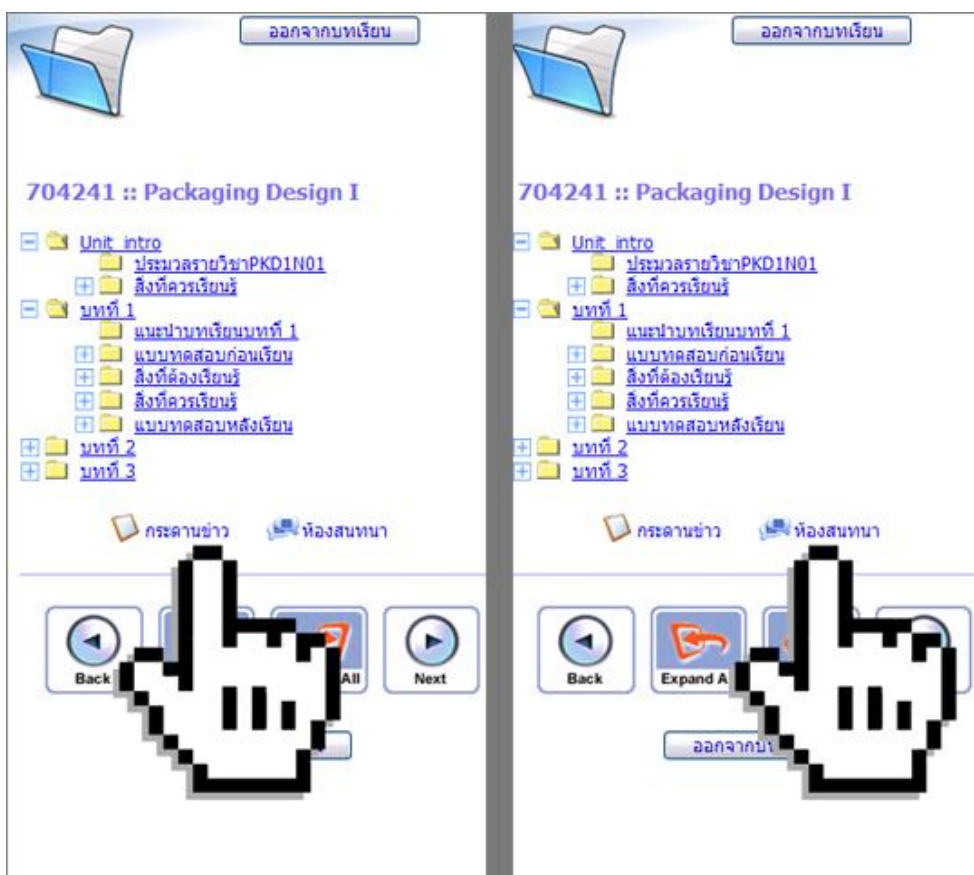 ออกจากบทเรียน
704241 :: Packaging Design I
Unit_intro
ประมวลรายวิชาPKD1N01
สิ่งที่ควรเรียนรู้
บทที่ 1
แนะนำบทเรียนบทที่ 1
แบบทดสอบก่อนเรียน
สิ่งที่ต้องเรียนรู้
สิ่งที่ควรเรียนรู้
แบบทดสอบหลังเรียน
บทที่ 2
บทที่ 3
กระดานข่าว ห้องสนทนา
Back All Next
ออกจากบทเรียน
704241 :: Packaging Design I
Unit_intro
ประมวลรายวิชาPKD1N01
สิ่งที่ควรเรียนรู้
บทที่ 1
แนะนำบทเรียนบทที่ 1
แบบทดสอบก่อนเรียน
สิ่งที่ต้องเรียนรู้
สิ่งที่ควรเรียนรู้
แบบทดสอบหลังเรียน
บทที่ 2
บทที่ 3
กระดานข่าว ห้องสนทนา
Back Expand A
ออกจากบท